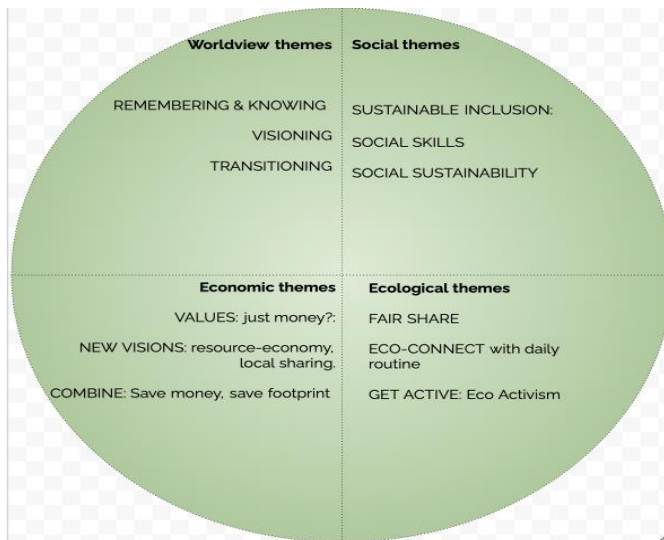 Worldview themes
REMEMBERING & KNOWING
VISIONING
TRANSITIONING
Social themes
SUSTAINABLE INCLUSION:
SOCIAL SKILLS
SOCIAL SUSTAINABILITY
Economic themes
VALUES: just money?:
NEW VISIONS: resource-economy,
local sharing.
COMBINE: Save money, save footprint
Ecological themes
FAIR SHARE
ECO-CONNECT with daily
routine
GET ACTIVE: Eco Activism